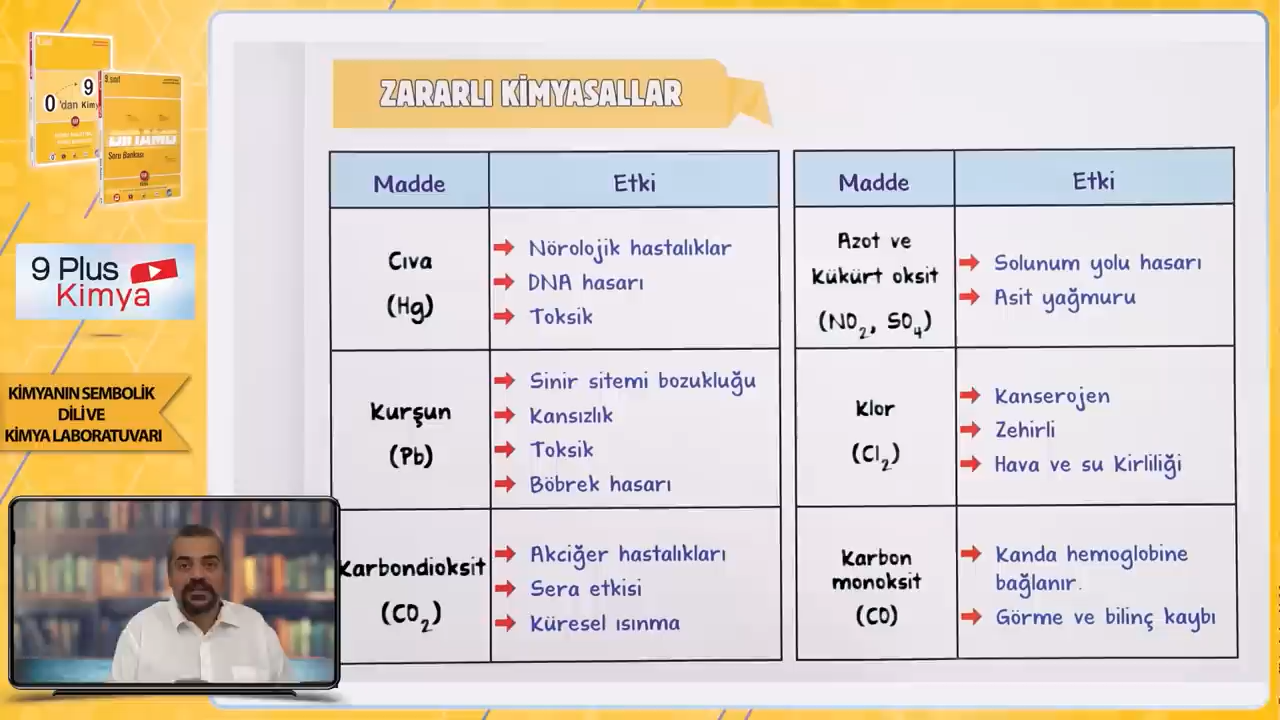 ZARARLI KİMYASALLAR
Madde
Etki
Cıva
(Hg)
Nörolojik hastalıklar
DNA hasarı
Toksik
Kurşun
(Pb)
Sinir sitemi bozukluğu
Kansızlık
Toksik
Böbrek hasarı
Karbondioksit
(CO₂)
Akciğer hastalıkları
Sera etkisi
Küresel ısınma
Madde
Etki
Azot ve
Kükürt oksit
(NO₂, SO₄)
Solunum yolu hasarı
Asit yağmuru
Klor
(Cl₂)
Kanserojen
Zehirli
Hava ve su Kirliliği
Karbon
monoksit
(CO)
Kanda hemoglobine
bağlanır.
Görme ve bilinç kaybı
9
0 'dan Kimy
9.sınıf
Soru Bankası
9 Plus
Kimya
KİMYANIN SEMBOLİK
DİLİ VE
KİMYA LABORATUVARI